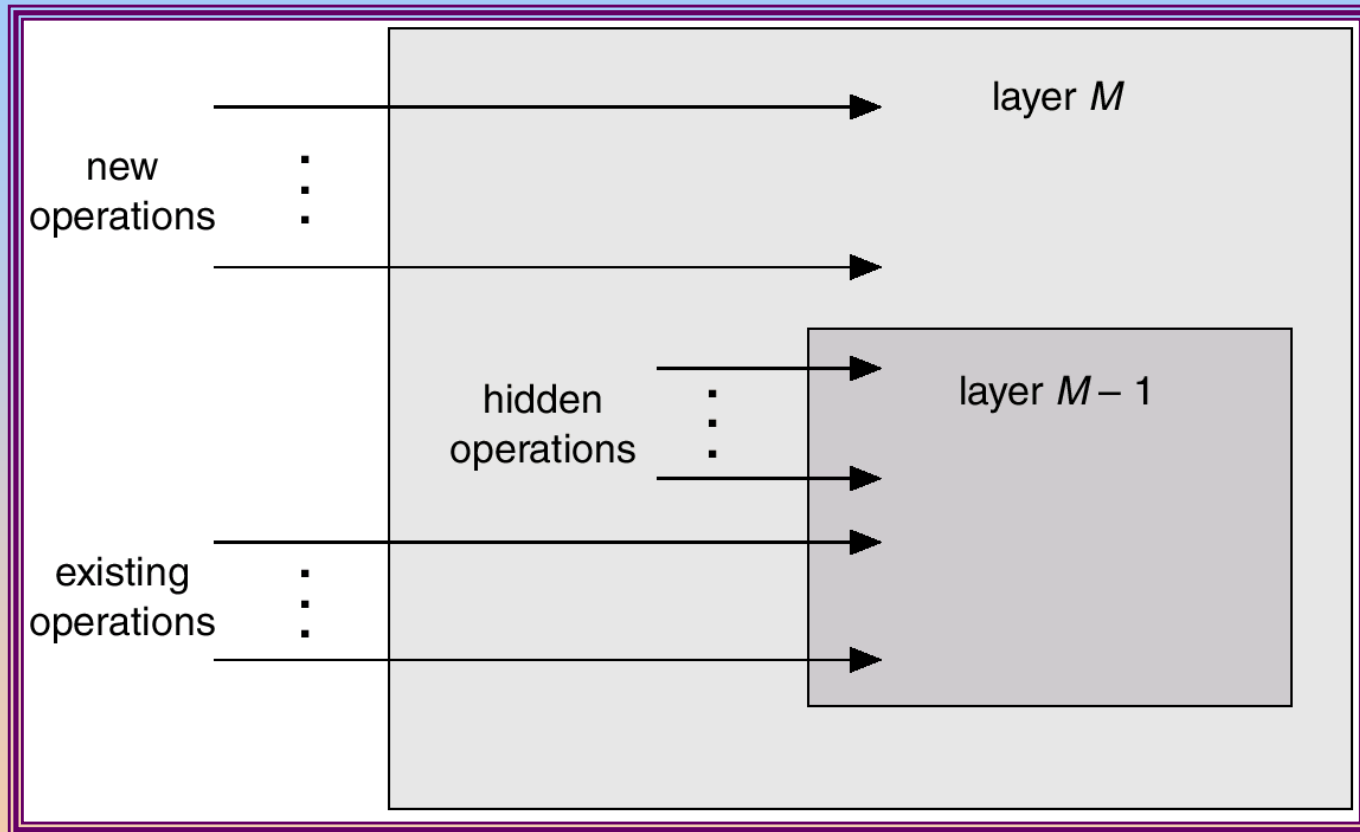 layer M
new
operations
hidden
operations
layer M – 1
existing
operations